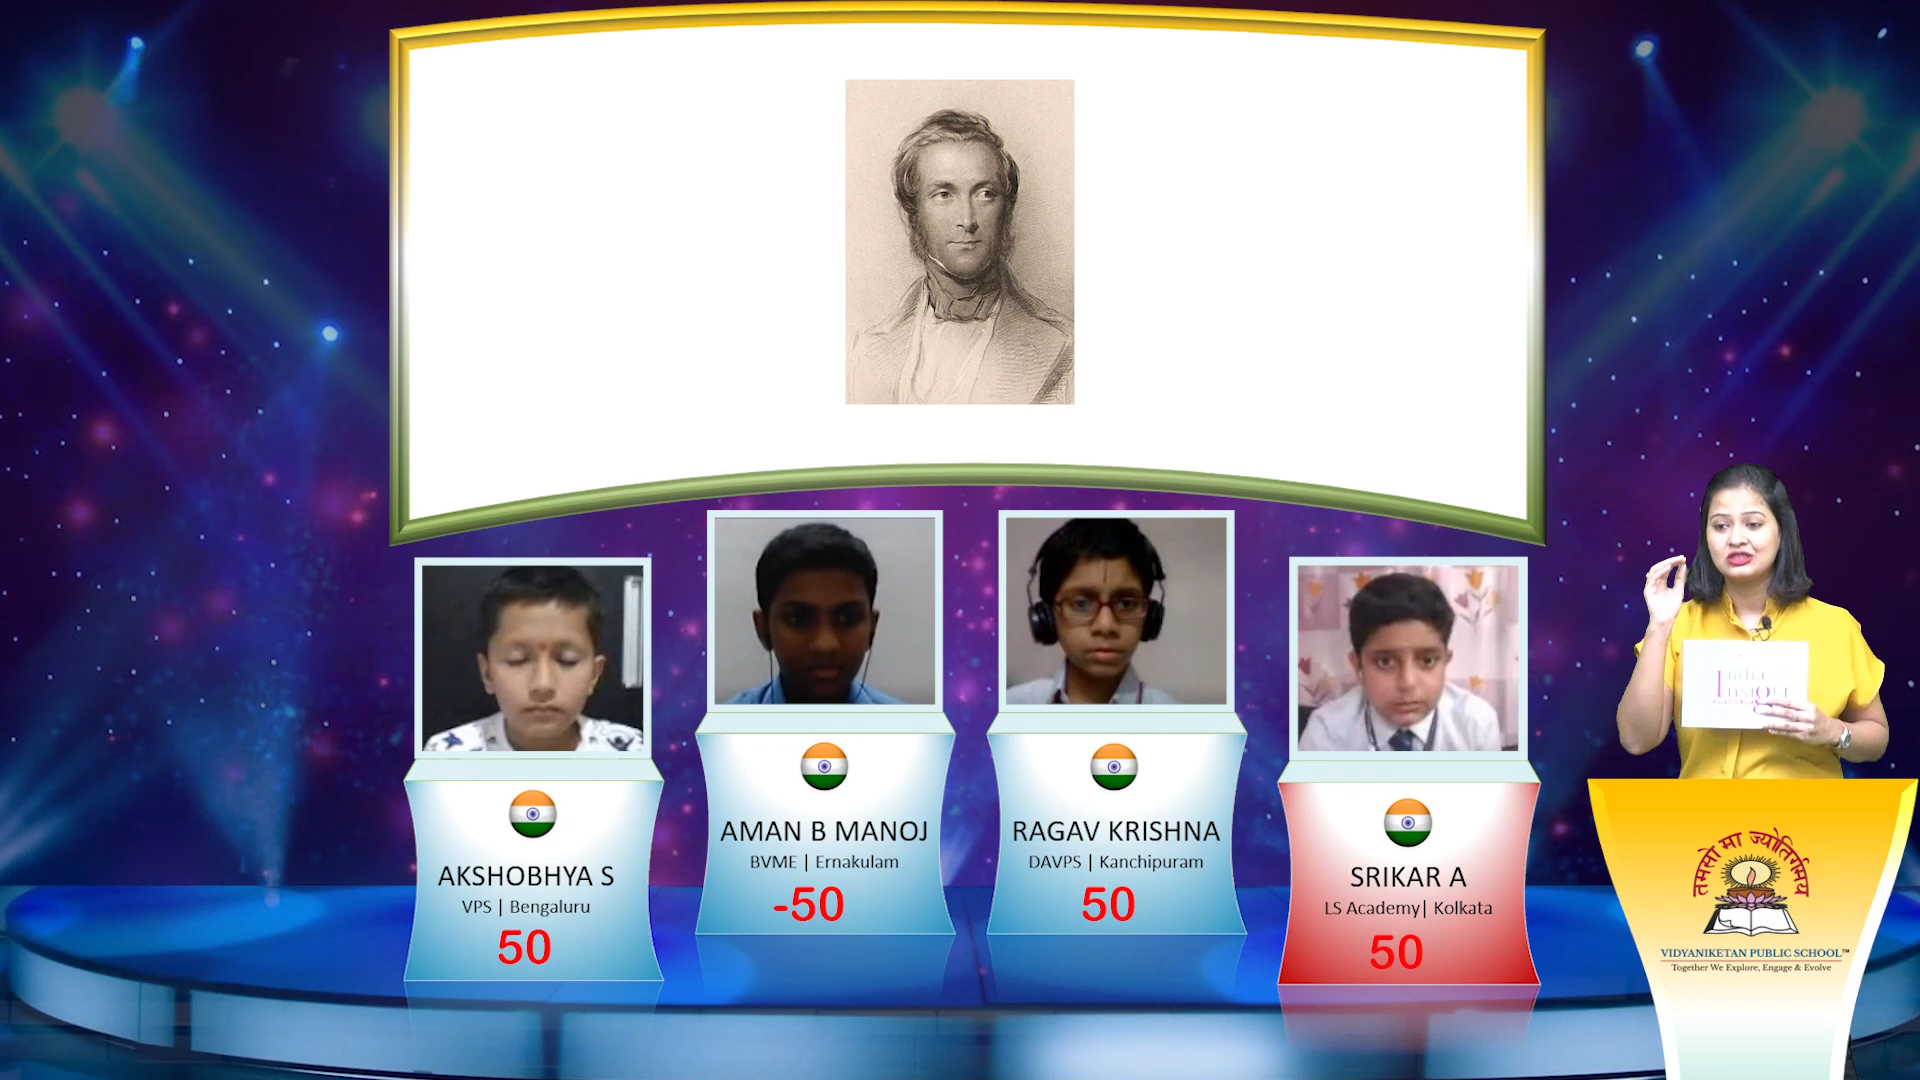 AKSHOBHYA S
VPS | Bengaluru
50
AMAN B MANOJ
BVME | Ernakulam
-50
RAGAV KRISHNA
DAVPS | Kanchipuram
50
SRIKAR A
LS Academy| Kolkata
50
India
तमसो मा ज्योतिर्गमय
VIDYANIKETAN PUBLIC SCHOOL™
Together We Explore, Engage & Evolve